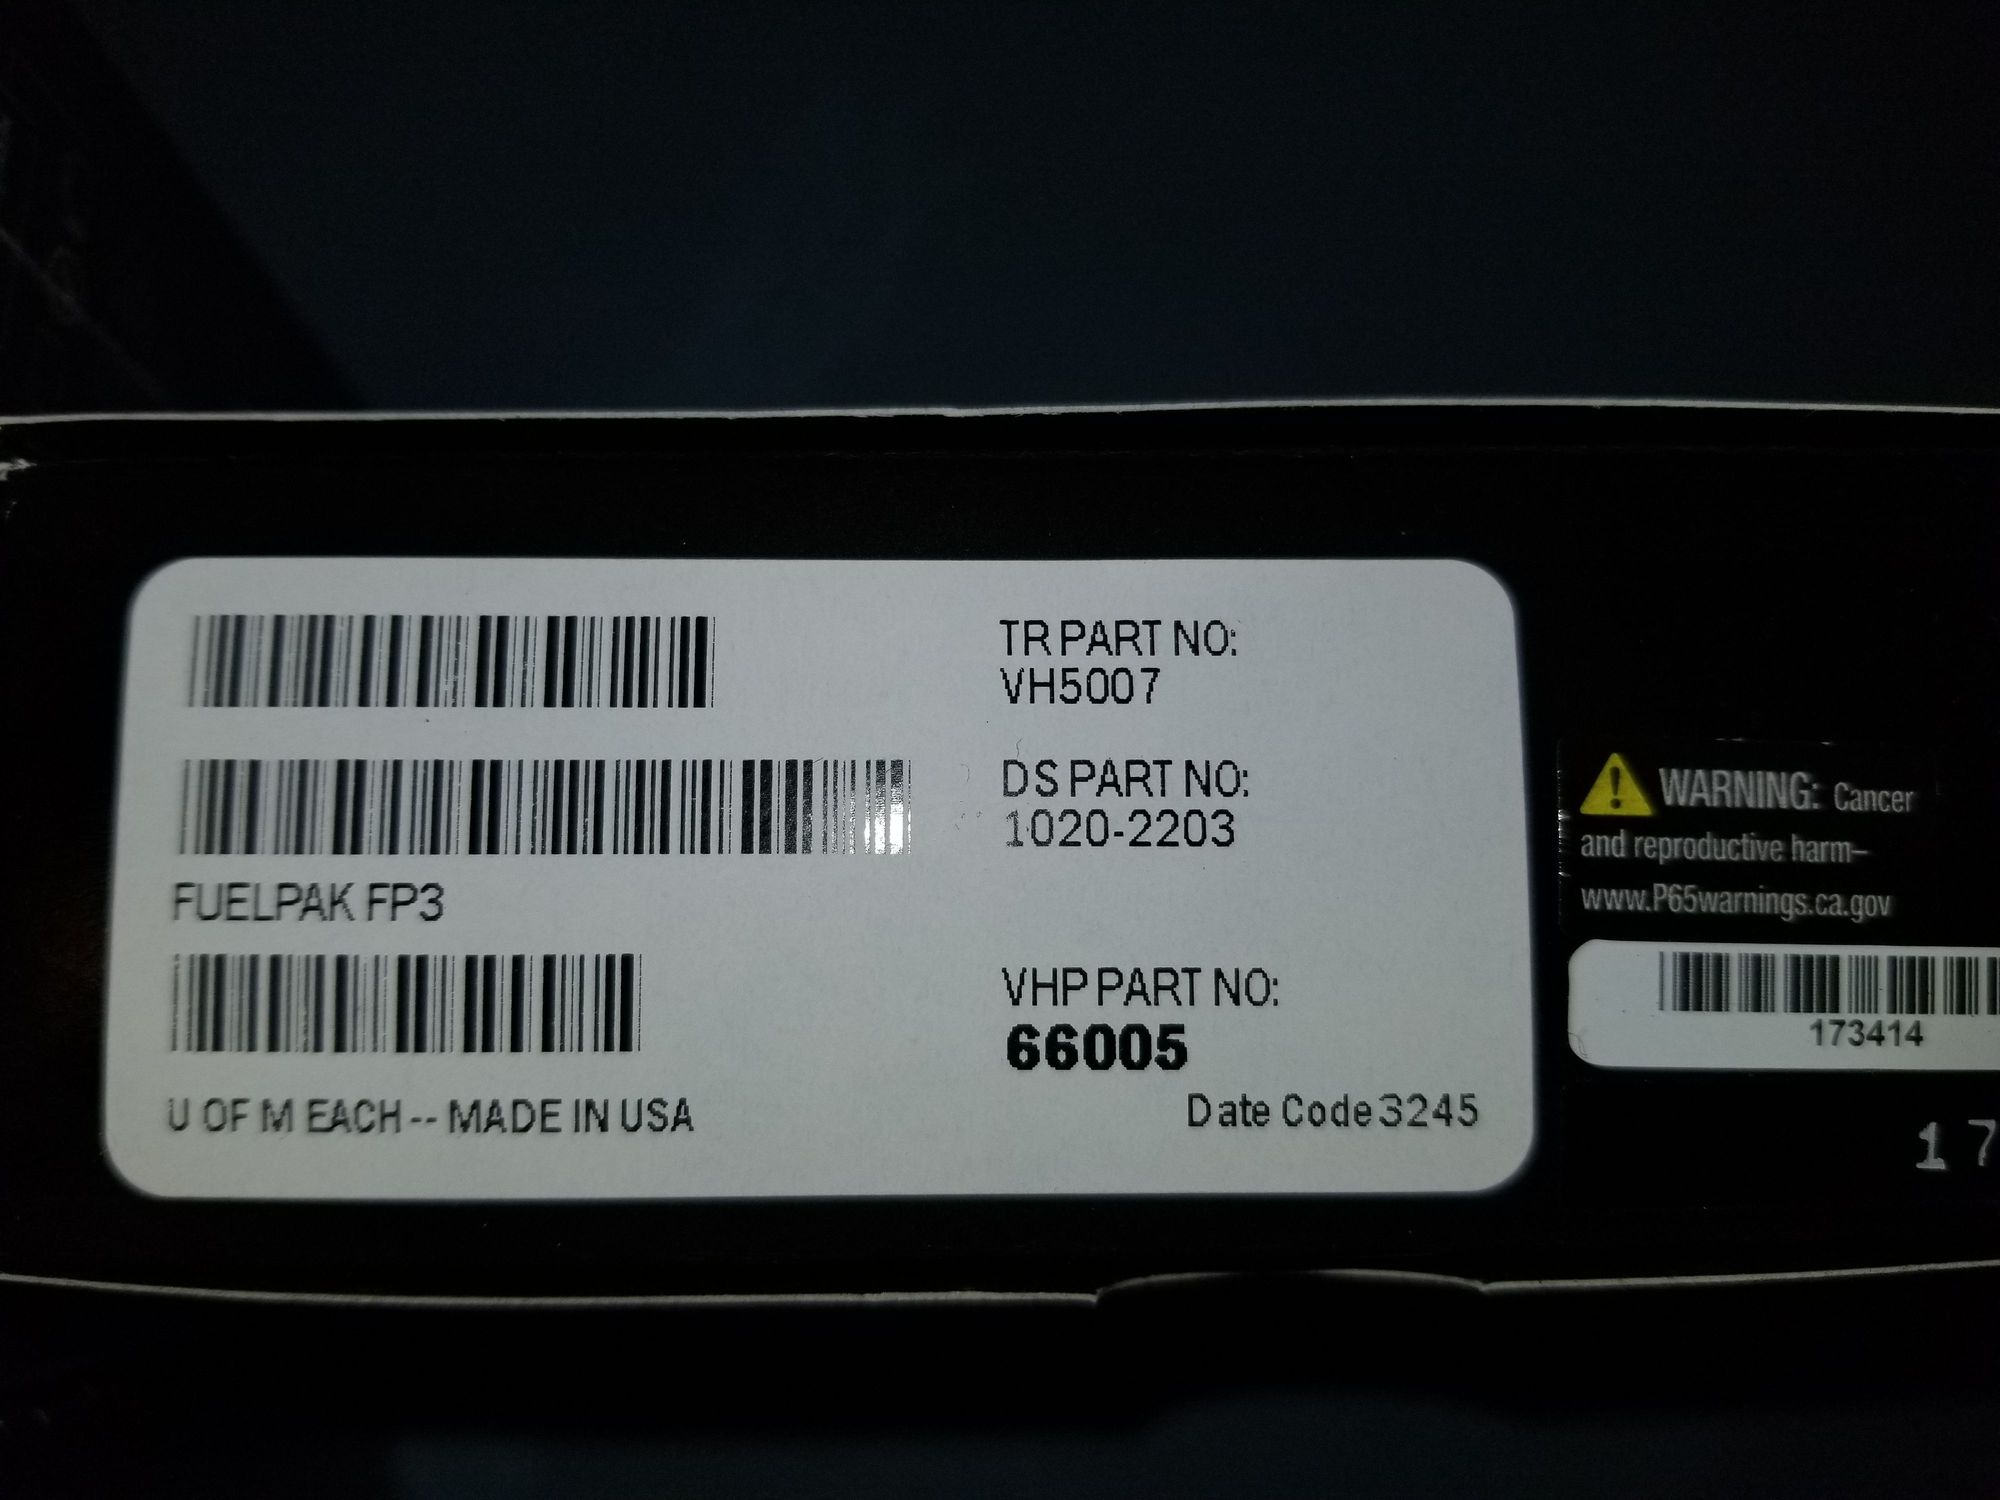 TR PART NO:
VH5007
DS PART NO:
1020-2203
FUELPAK FP3
VHP PART NO:
66005
U OF M EACH -- MADE IN USA
Date Code 3245
WARNING: Cancer
and reproductive harm–
www.P65warnings.ca.gov
173414
17